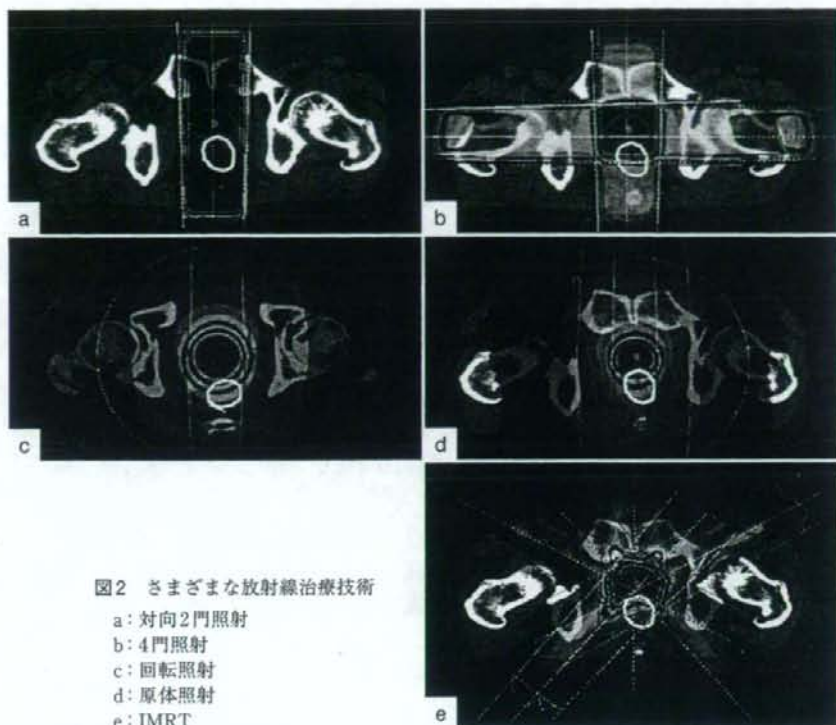 a
b
c
d
e
図2 さまざまな放射線治療技術
a：対向2門照射
b：4門照射
c：回転照射
d：原体照射
e：IMRT